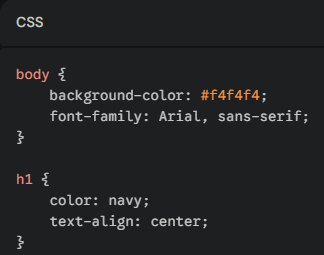 CSS
body {
    background-color: #f4f4f4;
    font-family: Arial, sans-serif;
}
h1 {
    color: navy;
    text-align: center;
}